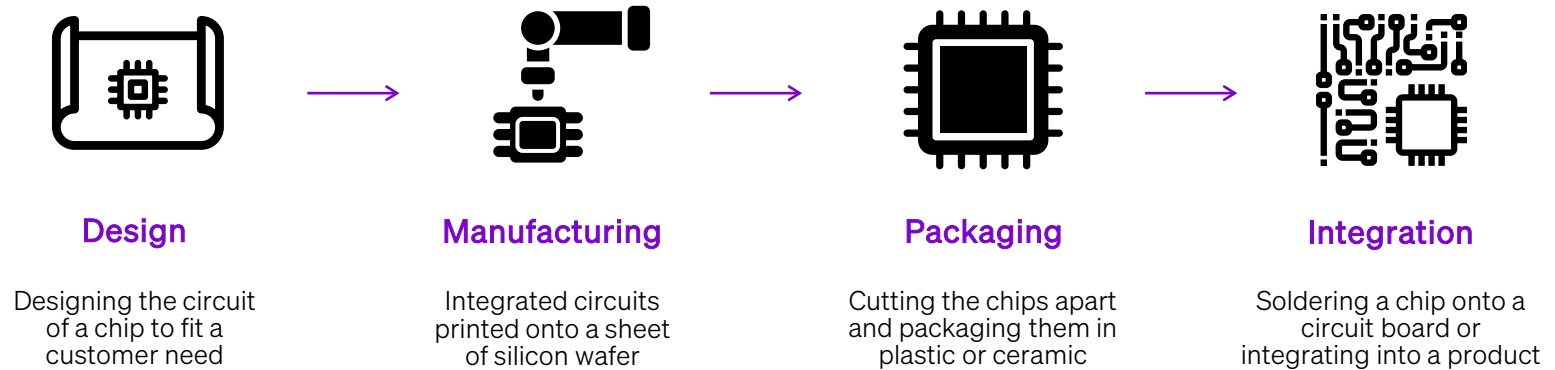 Design
Designing the circuit
of a chip to fit a
customer need
Manufacturing
Integrated circuits
printed onto a sheet
of silicon wafer
Packaging
Cutting the chips apart
and packaging them in
plastic or ceramic
Integration
Soldering a chip onto a
circuit board or
integrating into a product